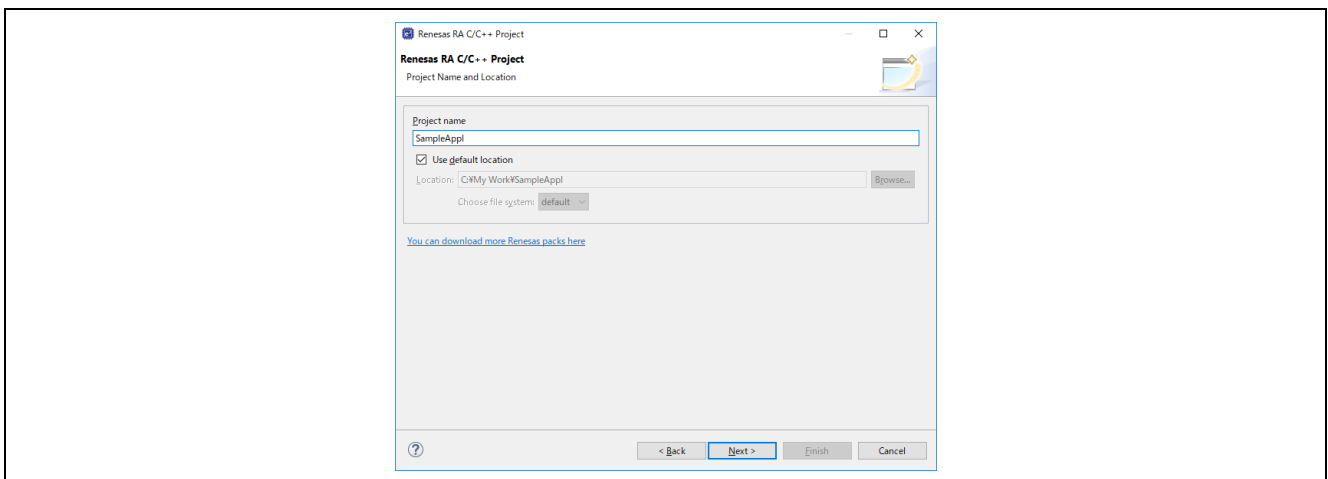 Renesas RA C/C++ Project
Renesas RA C/C++ Project
Project Name and Location
Project name
SampleAppl
Use default location
Location: C:¥My Work¥SampleAppl Browse...
Choose file system: default
You can download more Renesas packs here
? < Back Next > Finish Cancel